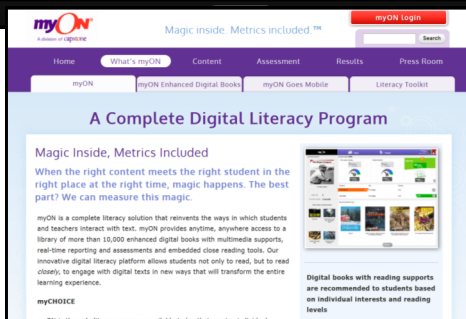 myON
A division of capstone
Magic inside. Metrics included.™
myON login
Search
Home What's myON Content Assessment Results Press Room
myON myON Enhanced Digital Books myON Goes Mobile Literacy Toolkit
A Complete Digital Literacy Program
Magic Inside, Metrics Included
When the right content meets the right student in the
right place at the right time, magic happens. The best
part? We can measure this magic.
myON is a complete literacy solution that reinvents the ways in which students
and teachers interact with text. myON provides anytime, anywhere access to a
library of more than 10,000 enhanced digital books with multimedia supports,
real-time reporting and assessments and embedded close reading tools. Our
innovative digital literacy platform allows students not only to read, but to read
closely, to engage with digital texts in new ways that will transform the entire
learning experience.
myCHOICE
Digital books with reading supports
are recommended to students based
on individual interests and reading
levels